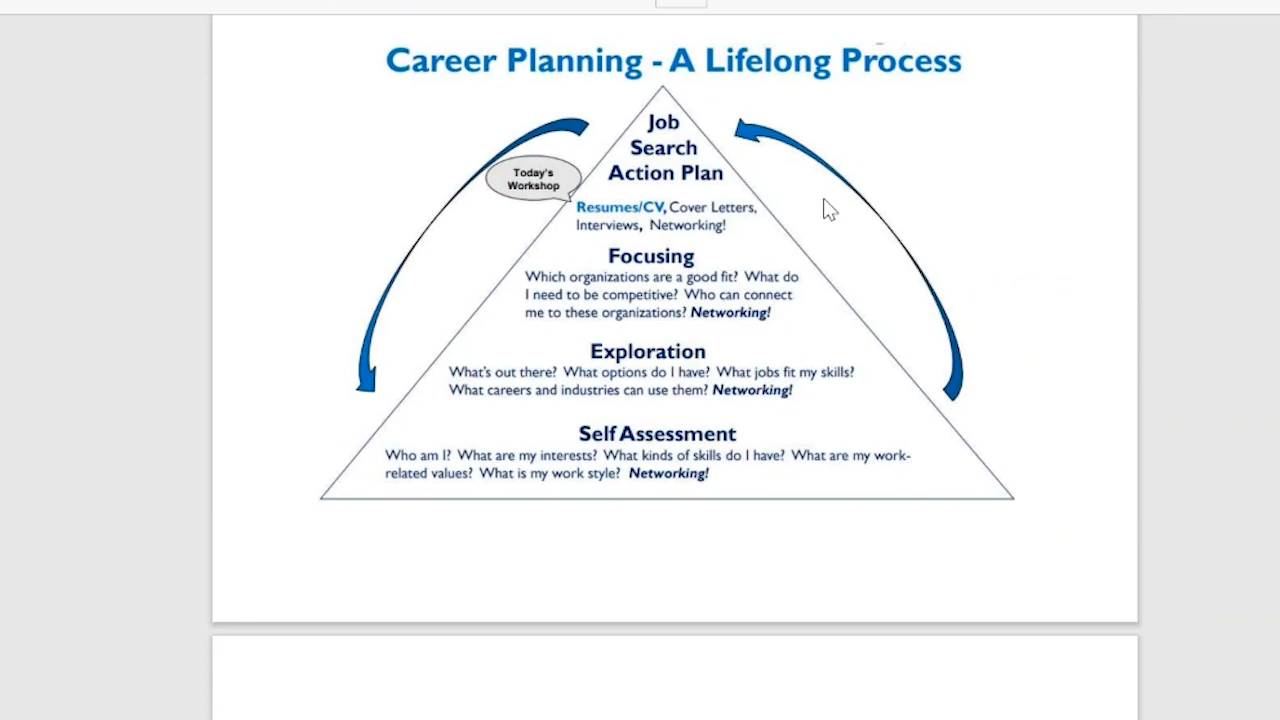 Career Planning - A Lifelong Process
Job
Search
Action Plan
Today's
Workshop
Resumes/CV, Cover Letters,
Interviews, Networking!
Focusing
Which organizations are a good fit? What do
I need to be competitive? Who can connect
me to these organizations? Networking!
Exploration
What's out there? What options do I have? What jobs fit my skills?
What careers and industries can use them? Networking!
Self Assessment
Who am I? What are my interests? What kinds of skills do I have? What are my work-
related values? What is my work style? Networking!